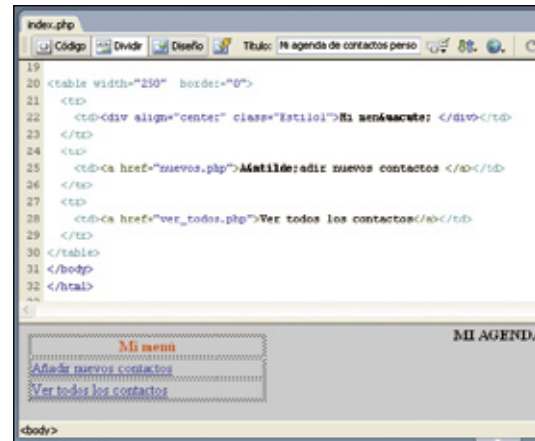 index.php
Código Dividir Diseño Título: Mi agenda de contactos perso
19
20 <table width="250" border="0">
21 <tr>
22 <td><div align="center" class="Estilo1">Mi men&uacute; </div></td>
23 </tr>
24 <tr>
25 <td><a href="nuevos.php">A&ntilde;adir nuevos contactos </a></td>
26 </tr>
27 <tr>
28 <td><a href="ver_todos.php">Ver todos los contactos</a></td>
29 </tr>
30 </table>
31 </body>
32 </html>
MI AGENDA
Mi menú
Añadir nuevos contactos
Ver todos los contactos
<body>